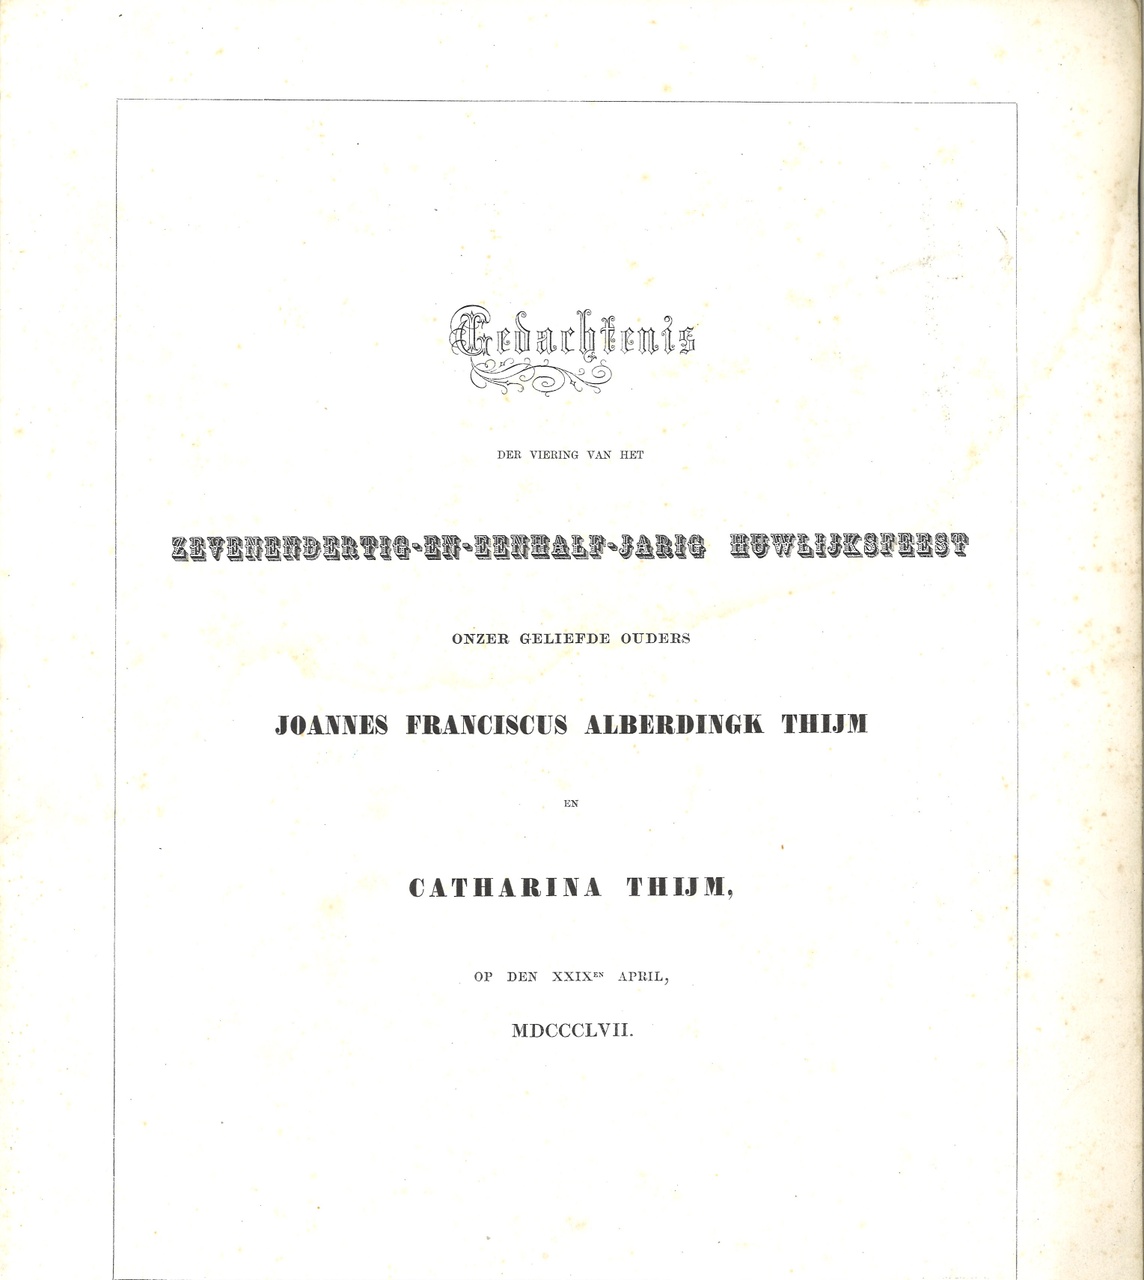 Gedachtenis
DER VIERING VAN HET
ZEVENENDERTIG-EN-EENHALF-JARIG HUWLIJKSFEEST
ONZER GELIEFDE OUDERS
JOANNES FRANCISCUS ALBERDINGK THIJM
EN
CATHARINA THIJM,
OP DEN XXIXEN APRIL,
MDCCCLVII.